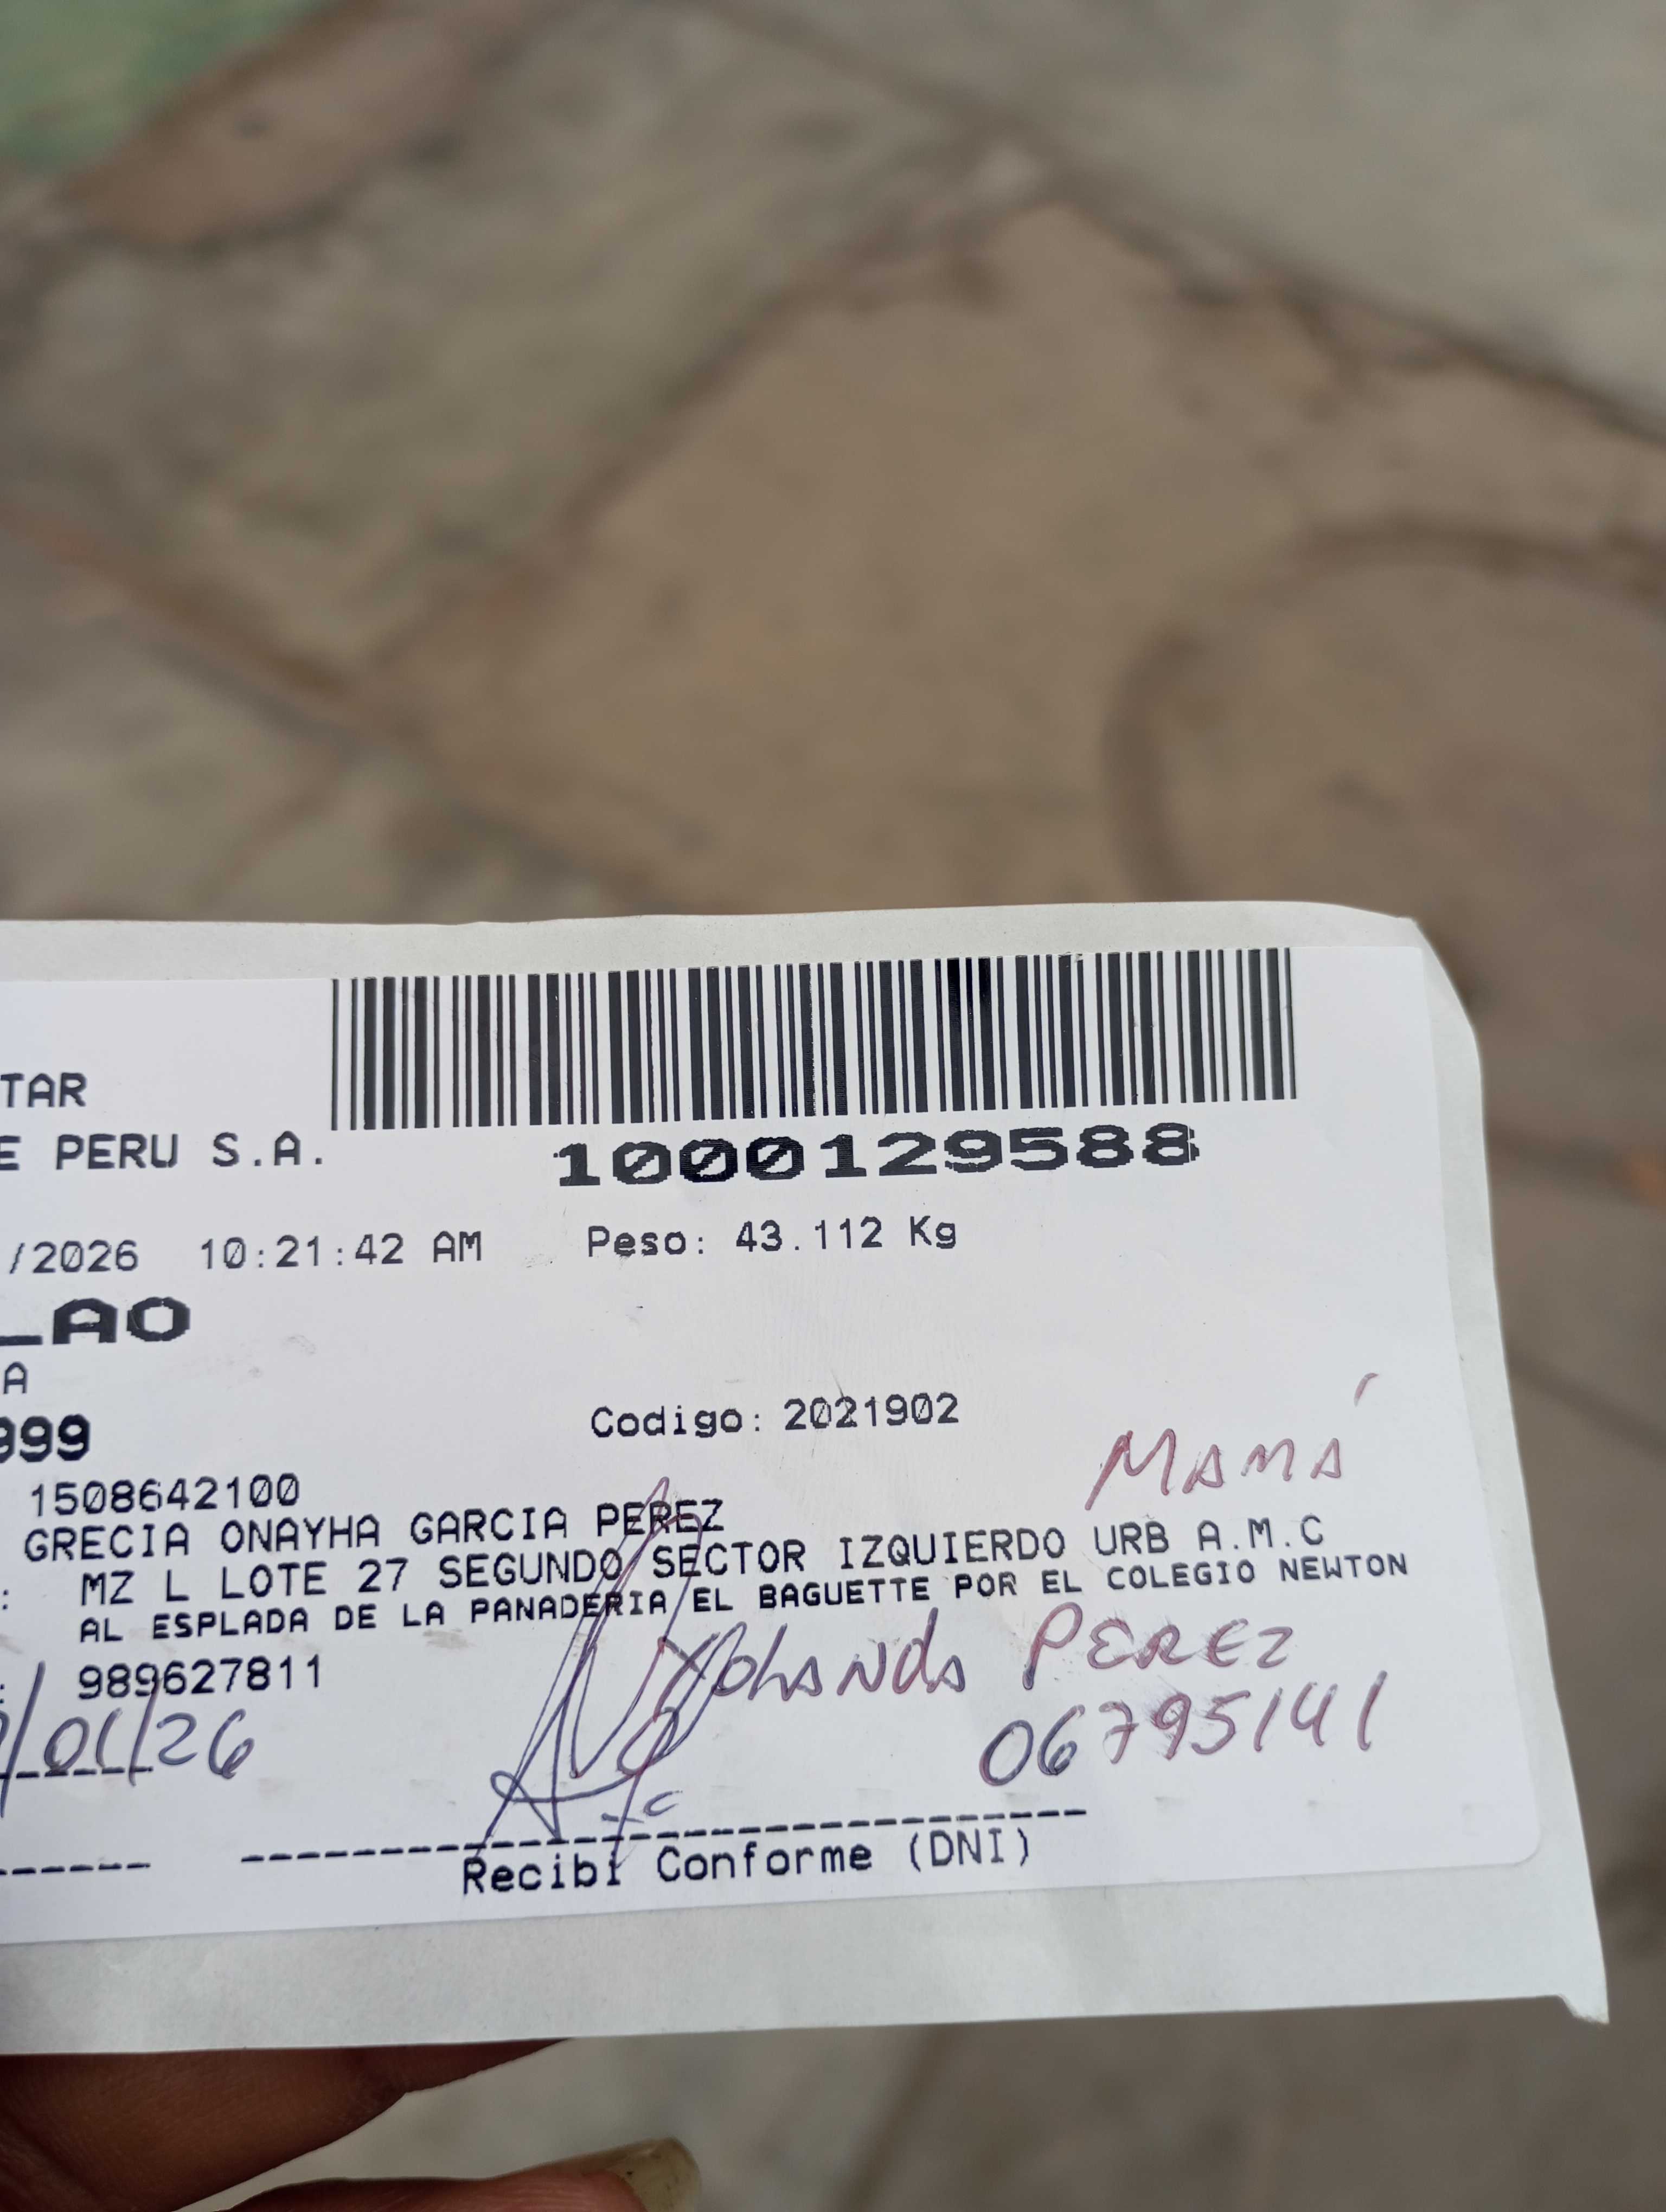 TAR
E PERU S.A.
1000129588
/2026 10:21:42 AM Peso: 43.112 Kg
LAO
A
999
Codigo: 2021902
MAMÁ
1508642100
GRECIA ONAYHA GARCIA PEREZ
: MZ L LOTE 27 SEGUNDO SECTOR IZQUIERDO URB A.M.C
AL ESPLADA DE LA PANADERIA EL BAGUETTE POR EL COLEGIO NEWTON
: 989627811
Yolanda PEREZ
/01/26
06795141
Recibi Conforme (DNI)